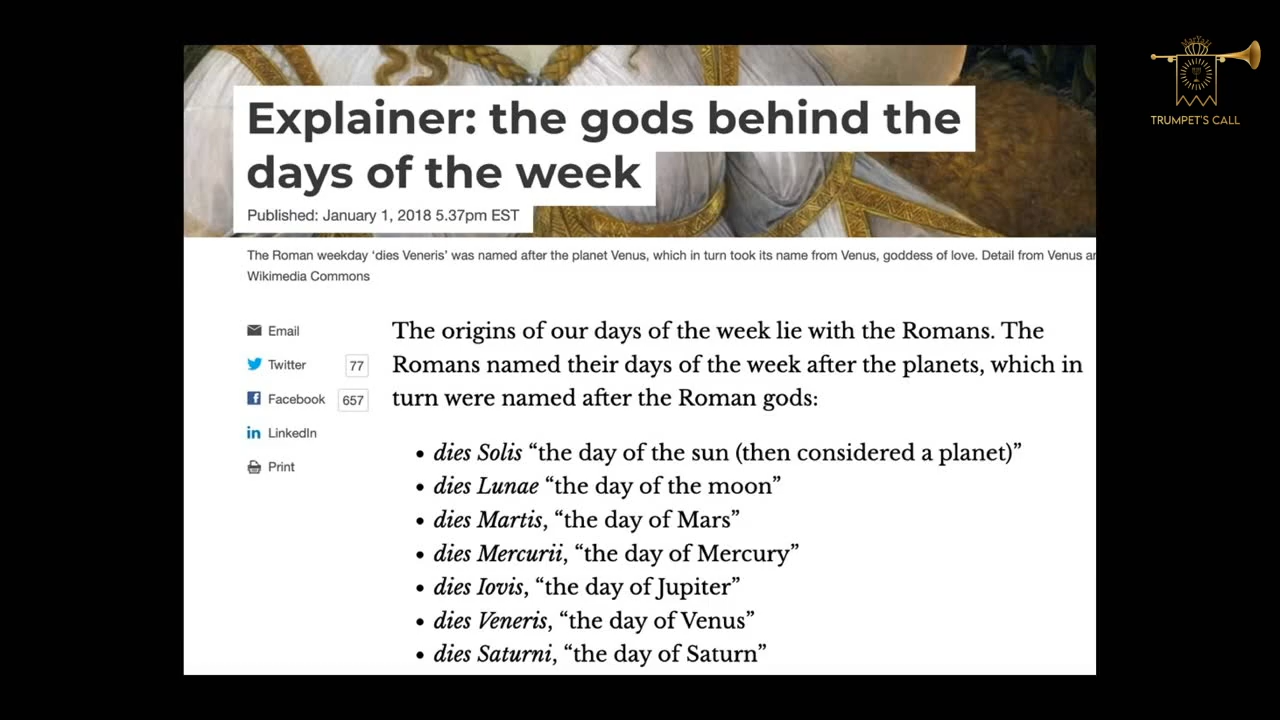 Explainer: the gods behind the
days of the week
Published: January 1, 2018 5.37pm EST
TRUMPET'S CALL
The Roman weekday ‘dies Veneris’ was named after the planet Venus, which in turn took its name from Venus, goddess of love. Detail from Venus
Wikimedia Commons
Email
Twitter 77
Facebook 657
LinkedIn
Print
The origins of our days of the week lie with the Romans. The
Romans named their days of the week after the planets, which in
turn were named after the Roman gods:
• dies Solis “the day of the sun (then considered a planet)”
• dies Lunae “the day of the moon”
• dies Martis, “the day of Mars”
• dies Mercurii, “the day of Mercury”
• dies Iovis, “the day of Jupiter”
• dies Veneris, “the day of Venus”
• dies Saturni, “the day of Saturn”